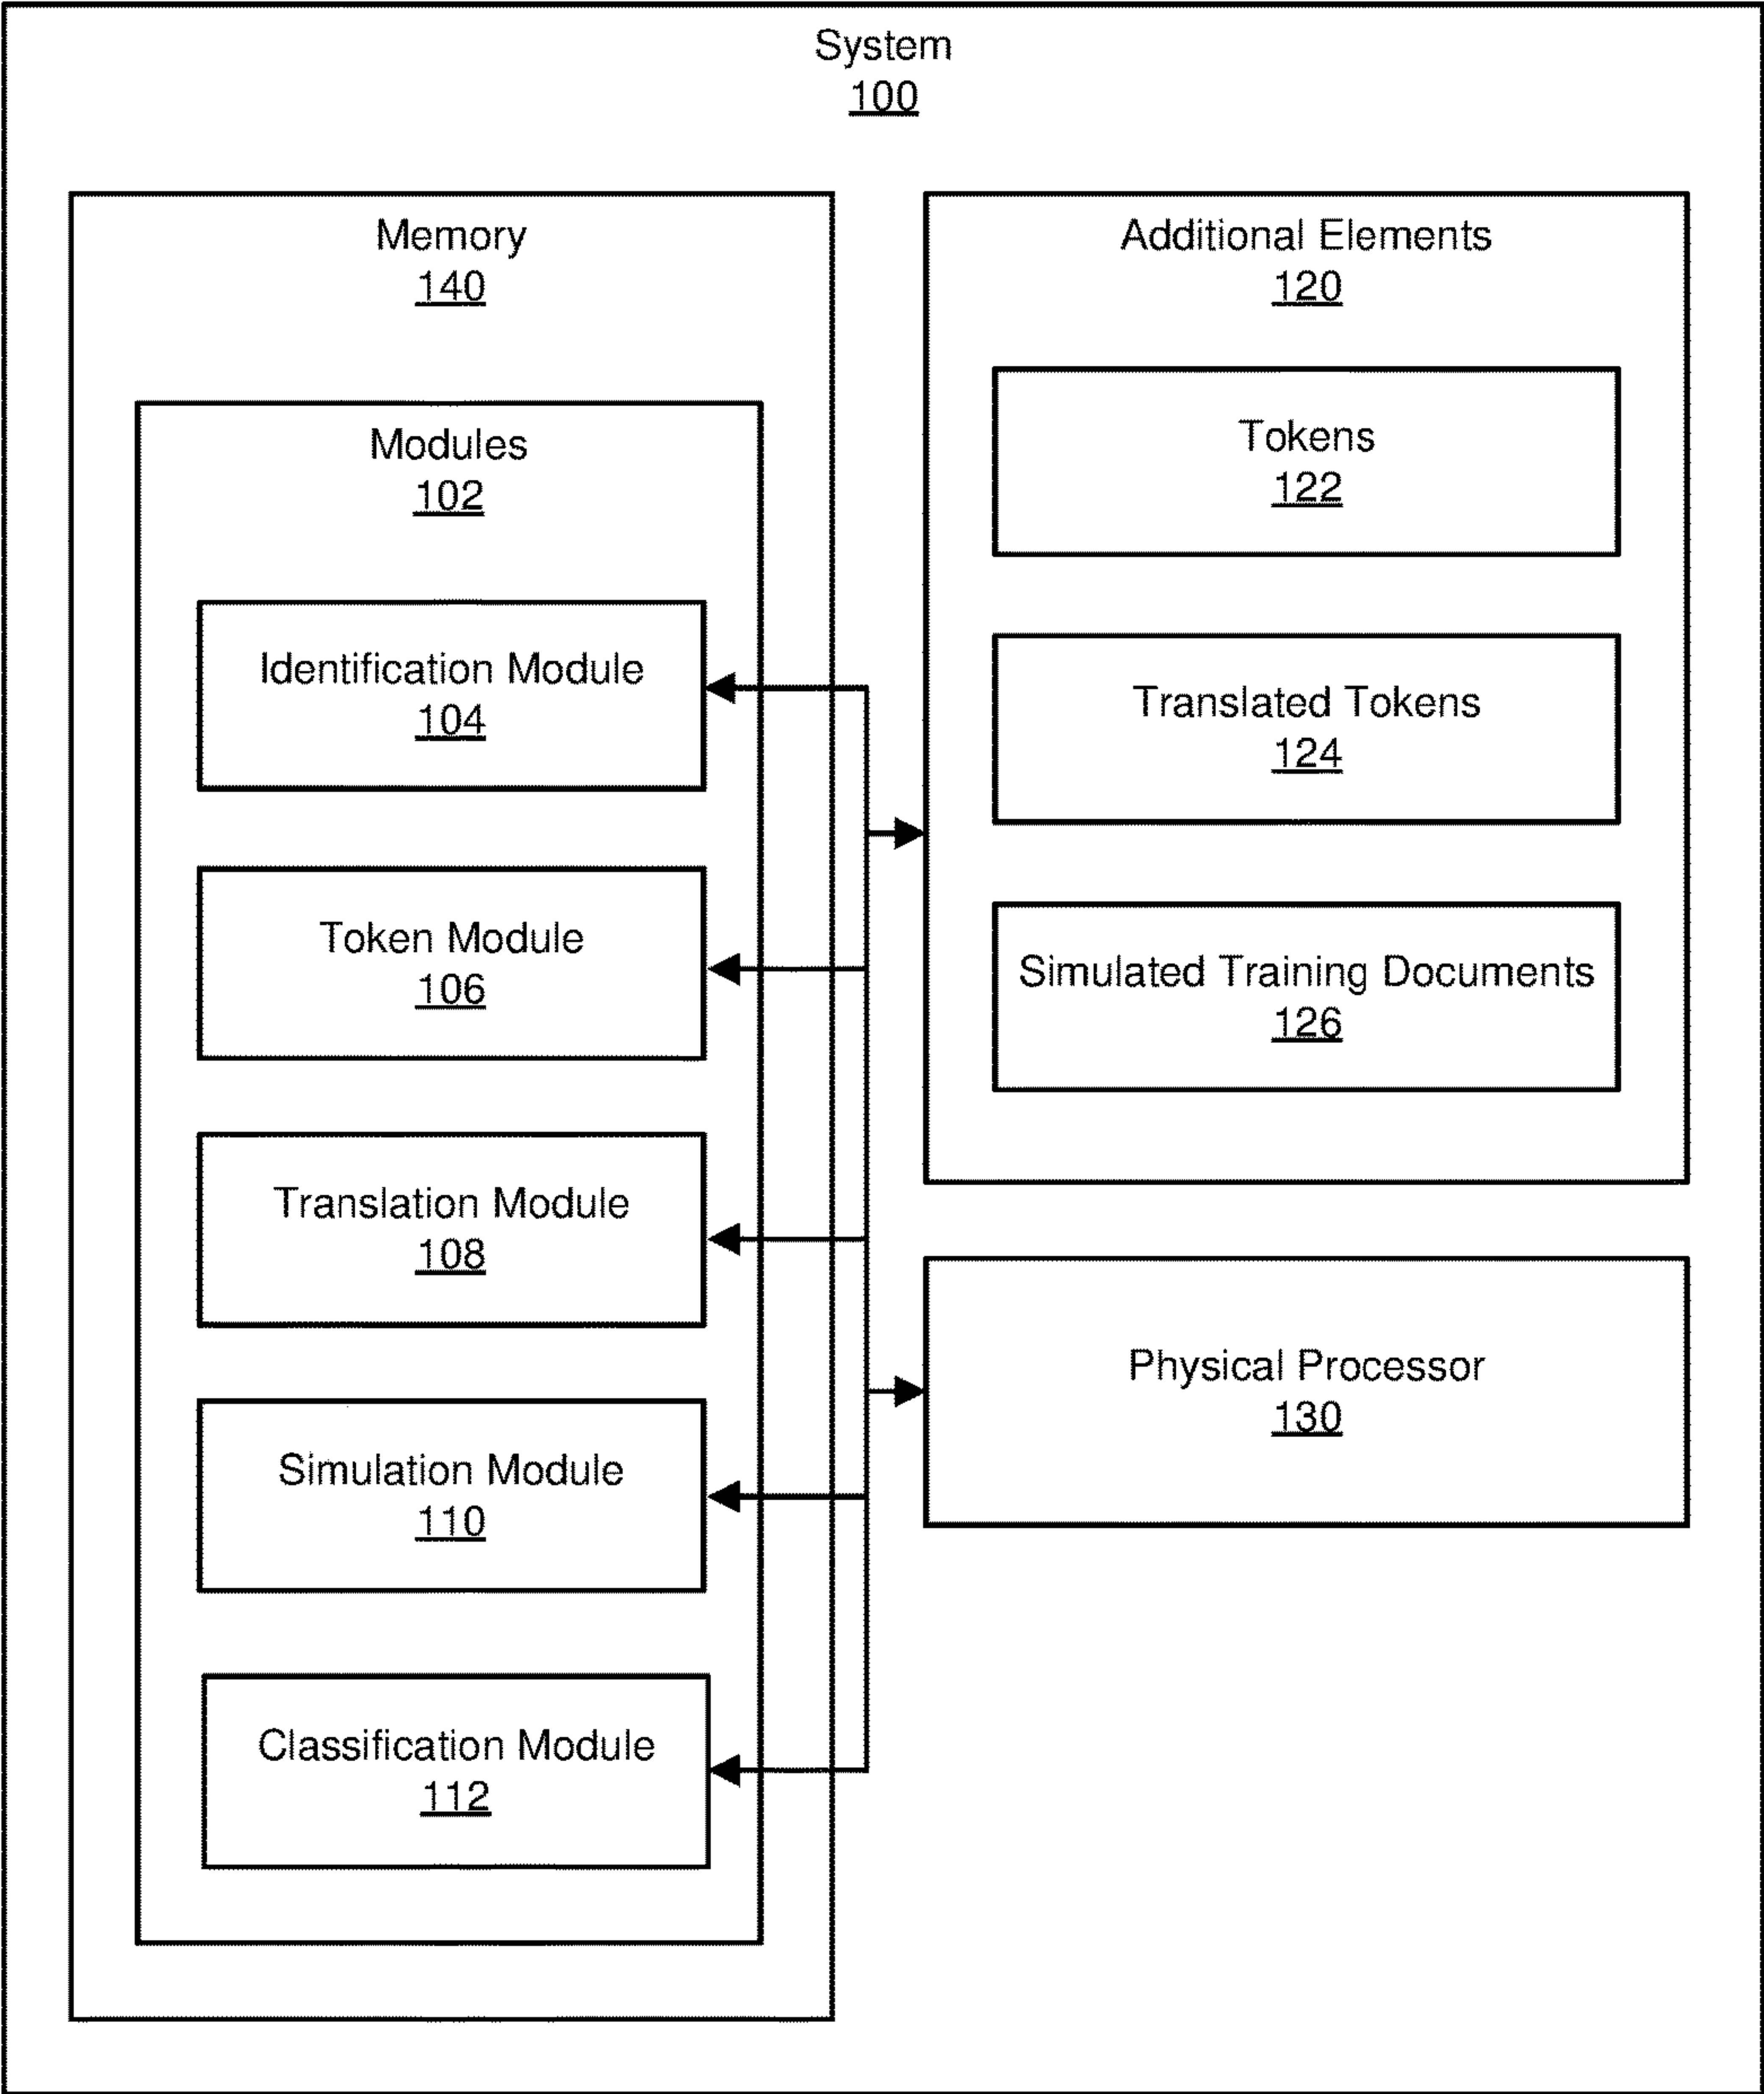 System
100
Memory
140
Modules
102
Identification Module
104
Token Module
106
Translation Module
108
Simulation Module
110
Classification Module
112
Additional Elements
120
Tokens
122
Translated Tokens
124
Simulated Training Documents
126
Physical Processor
130